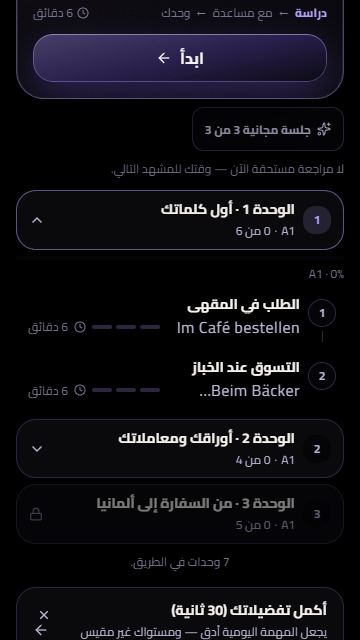 دراسة ← مع مساعدة ← وحدك
6 دقائق
ابدأ ←
جلسة مجانية 3 من 3
لا مراجعة مستحقة الآن — وقتك للمشهد التالي.
1
الوحدة 1 · أول كلماتك
A1 · 0 من 6
A1 · 0%
1
الطلب في المقهى
Im Café bestellen
6 دقائق
2
التسوق عند الخباز
Beim Bäcker…
6 دقائق
2
الوحدة 2 · أوراقك ومعاملاتك
A1 · 0 من 4
3
الوحدة 3 · من السفارة إلى ألمانيا
A1 · 0 من 5
7 وحدات في الطريق.
أكمل تفضيلاتك (30 ثانية)
يجعل المهمة اليومية أدق — ومستواك غير مقيس